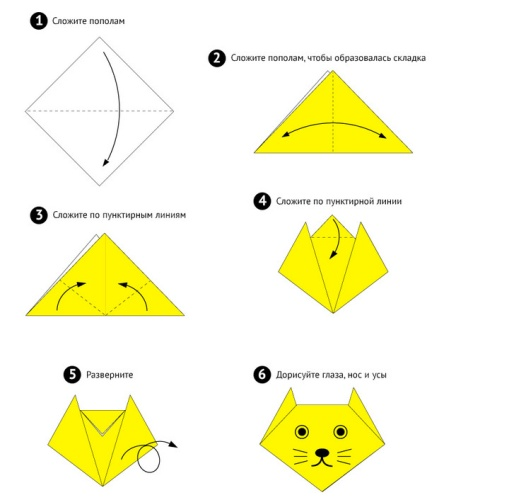 1 Сложите пополам
2 Сложите пополам, чтобы образовалась складка
3 Сложите по пунктирным линиям
4 Сложите по пунктирной линии
5 Разверните
6 Дорисуйте глаза, нос и усы